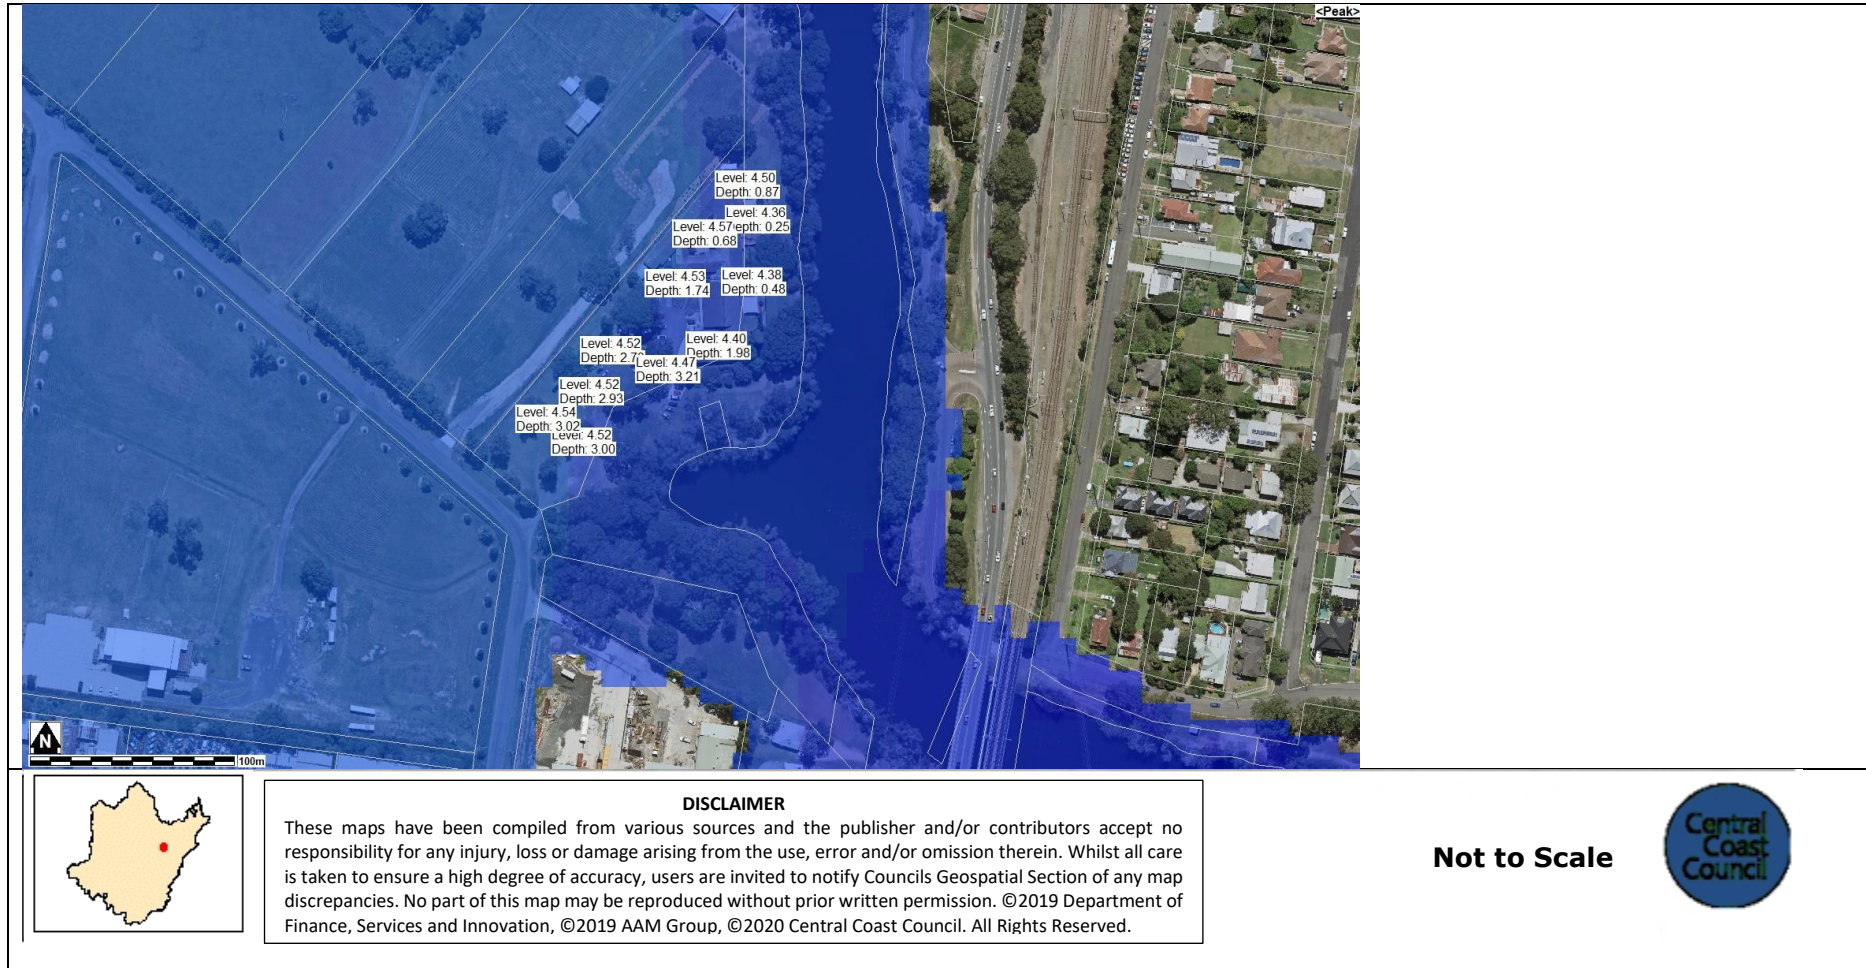 <Peak>
Level: 4.50
Depth: 0.87
Level: 4.36
epth: 0.25
Level: 4.57
Depth: 0.68
Level: 4.53
Depth: 1.74
Level: 4.38
Depth: 0.48
Level: 4.52
Depth: 2.7
Level: 4.40
Depth: 1.98
Level: 4.47
Depth: 3.21
Level: 4.52
Depth: 2.93
Level: 4.54
Depth: 3.02
Level: 4.52
Depth: 3.00
N
100m
DISCLAIMER
These maps have been compiled from various sources and the publisher and/or contributors accept no
responsibility for any injury, loss or damage arising from the use, error and/or omission therein. Whilst all care
is taken to ensure a high degree of accuracy, users are invited to notify Councils Geospatial Section of any map
discrepancies. No part of this map may be reproduced without prior written permission. ©2019 Department of
Finance, Services and Innovation, ©2019 AAM Group, ©2020 Central Coast Council. All Rights Reserved.
Not to Scale
Central
Coast
Council